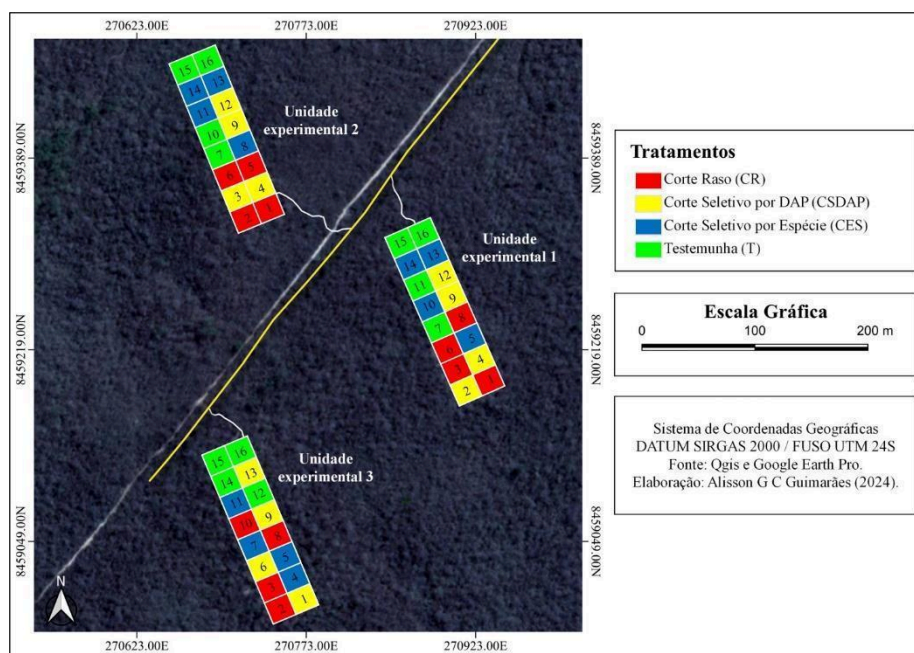 270623.00E 270773.00E 270923.00E
8459389.00N
8459219.00N
8459049.00N
Unidade
experimental 2
15 16
14 13
11 12
10 9
7 8
6 5
3 4
2 1
Unidade
experimental 1
15 16
14 13
11 12
10 9
7 8
6 5
3 4
2 1
Unidade
experimental 3
15 16
14 13
11 12
10 9
7 8
6 5
3 4
2 1
N
8459389.00N
8459219.00N
8459049.00N
270623.00E 270773.00E 270923.00E
Tratamentos
Corte Raso (CR)
Corte Seletivo por DAP (CSDAP)
Corte Seletivo por Espécie (CES)
Testemunha (T)
Escala Gráfica
0 100 200 m
Sistema de Coordenadas Geográficas
DATUM SIRGAS 2000 / FUSO UTM 24S
Fonte: Qgis e Google Earth Pro.
Elaboração: Alisson G C Guimarães (2024).